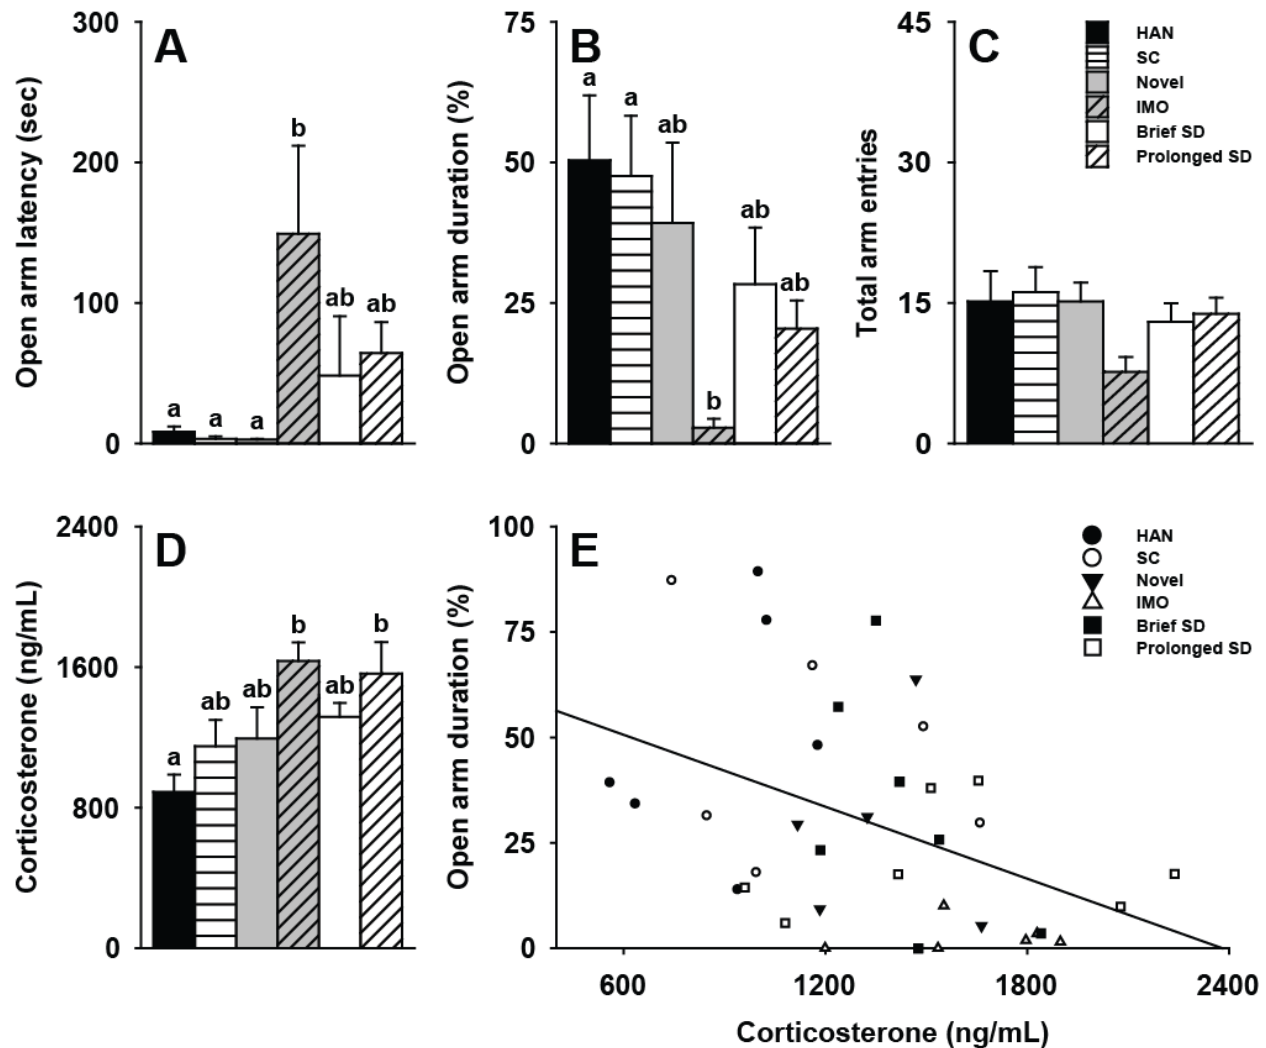 A
300
200
100
0
Open arm latency (sec)
a
a
a
b
ab
ab
B
75
50
25
0
Open arm duration (%)
a
a
ab
b
ab
ab
C
45
30
15
0
Total arm entries
HAN
SC
Novel
IMO
Brief SD
Prolonged SD
D
2400
1600
800
0
Corticosterone (ng/mL)
a
ab
ab
b
ab
b
E
100
75
50
25
0
Open arm duration (%)
HAN
SC
Novel
IMO
Brief SD
Prolonged SD
600 1200 1800 2400
Corticosterone (ng/mL)